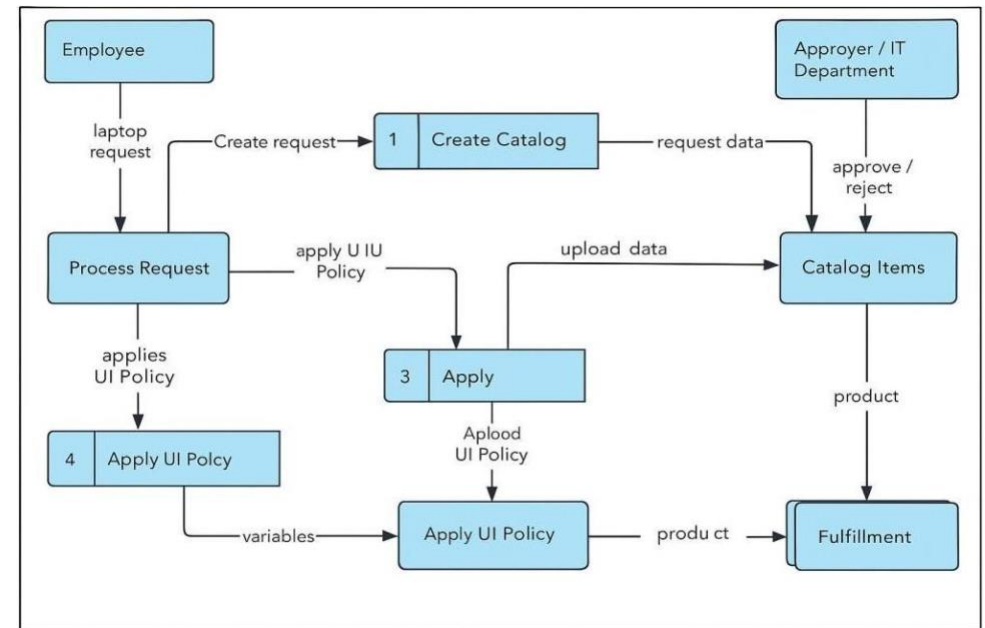 Employee
Approyer / IT
Department
laptop
request
Create request
1
Create Catalog
request data
approve /
reject
Process Request
apply U IU
Policy
upload data
Catalog Items
applies
UI Policy
3
Apply
product
Aplood
UI Policy
4
Apply UI Polcy
variables
Apply UI Policy
produ ct
Fulfillment